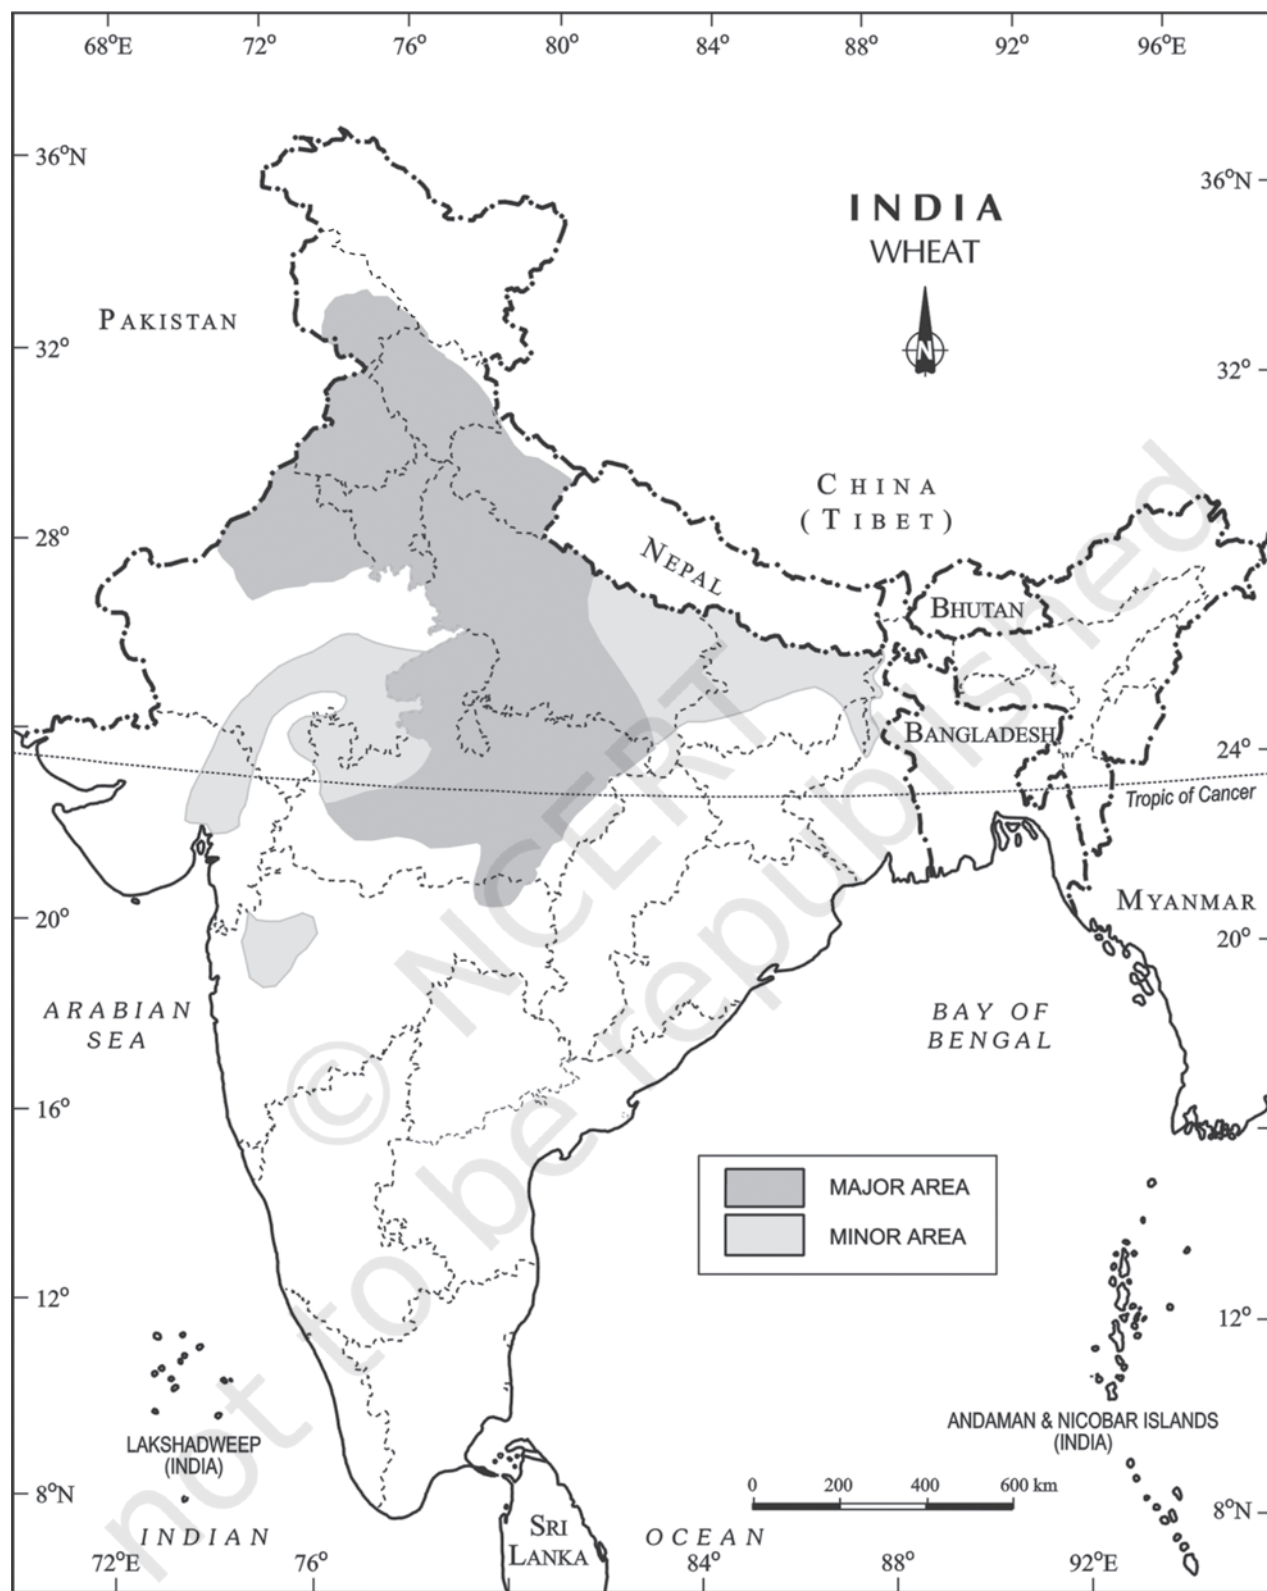 68°E 72° 76° 80° 84° 88° 92° 96°E
36°N
36°N
INDIA
WHEAT
N
PAKISTAN
32°
32°
CHINA
(TIBET)
28°
NEPAL
BHUTAN
BANGLADESH
24°
Tropic of Cancer
MYANMAR
20°
20°
ARABIAN
SEA
BAY OF
BENGAL
© NCERT
not to be republished
16°
MAJOR AREA
MINOR AREA
12°
12°
LAKSHADWEEP
(INDIA)
ANDAMAN & NICOBAR ISLANDS
(INDIA)
0 200 400 600 km
8°N
8°N
INDIAN OCEAN
SRI
LANKA
72°E 76° 84° 88° 92°E